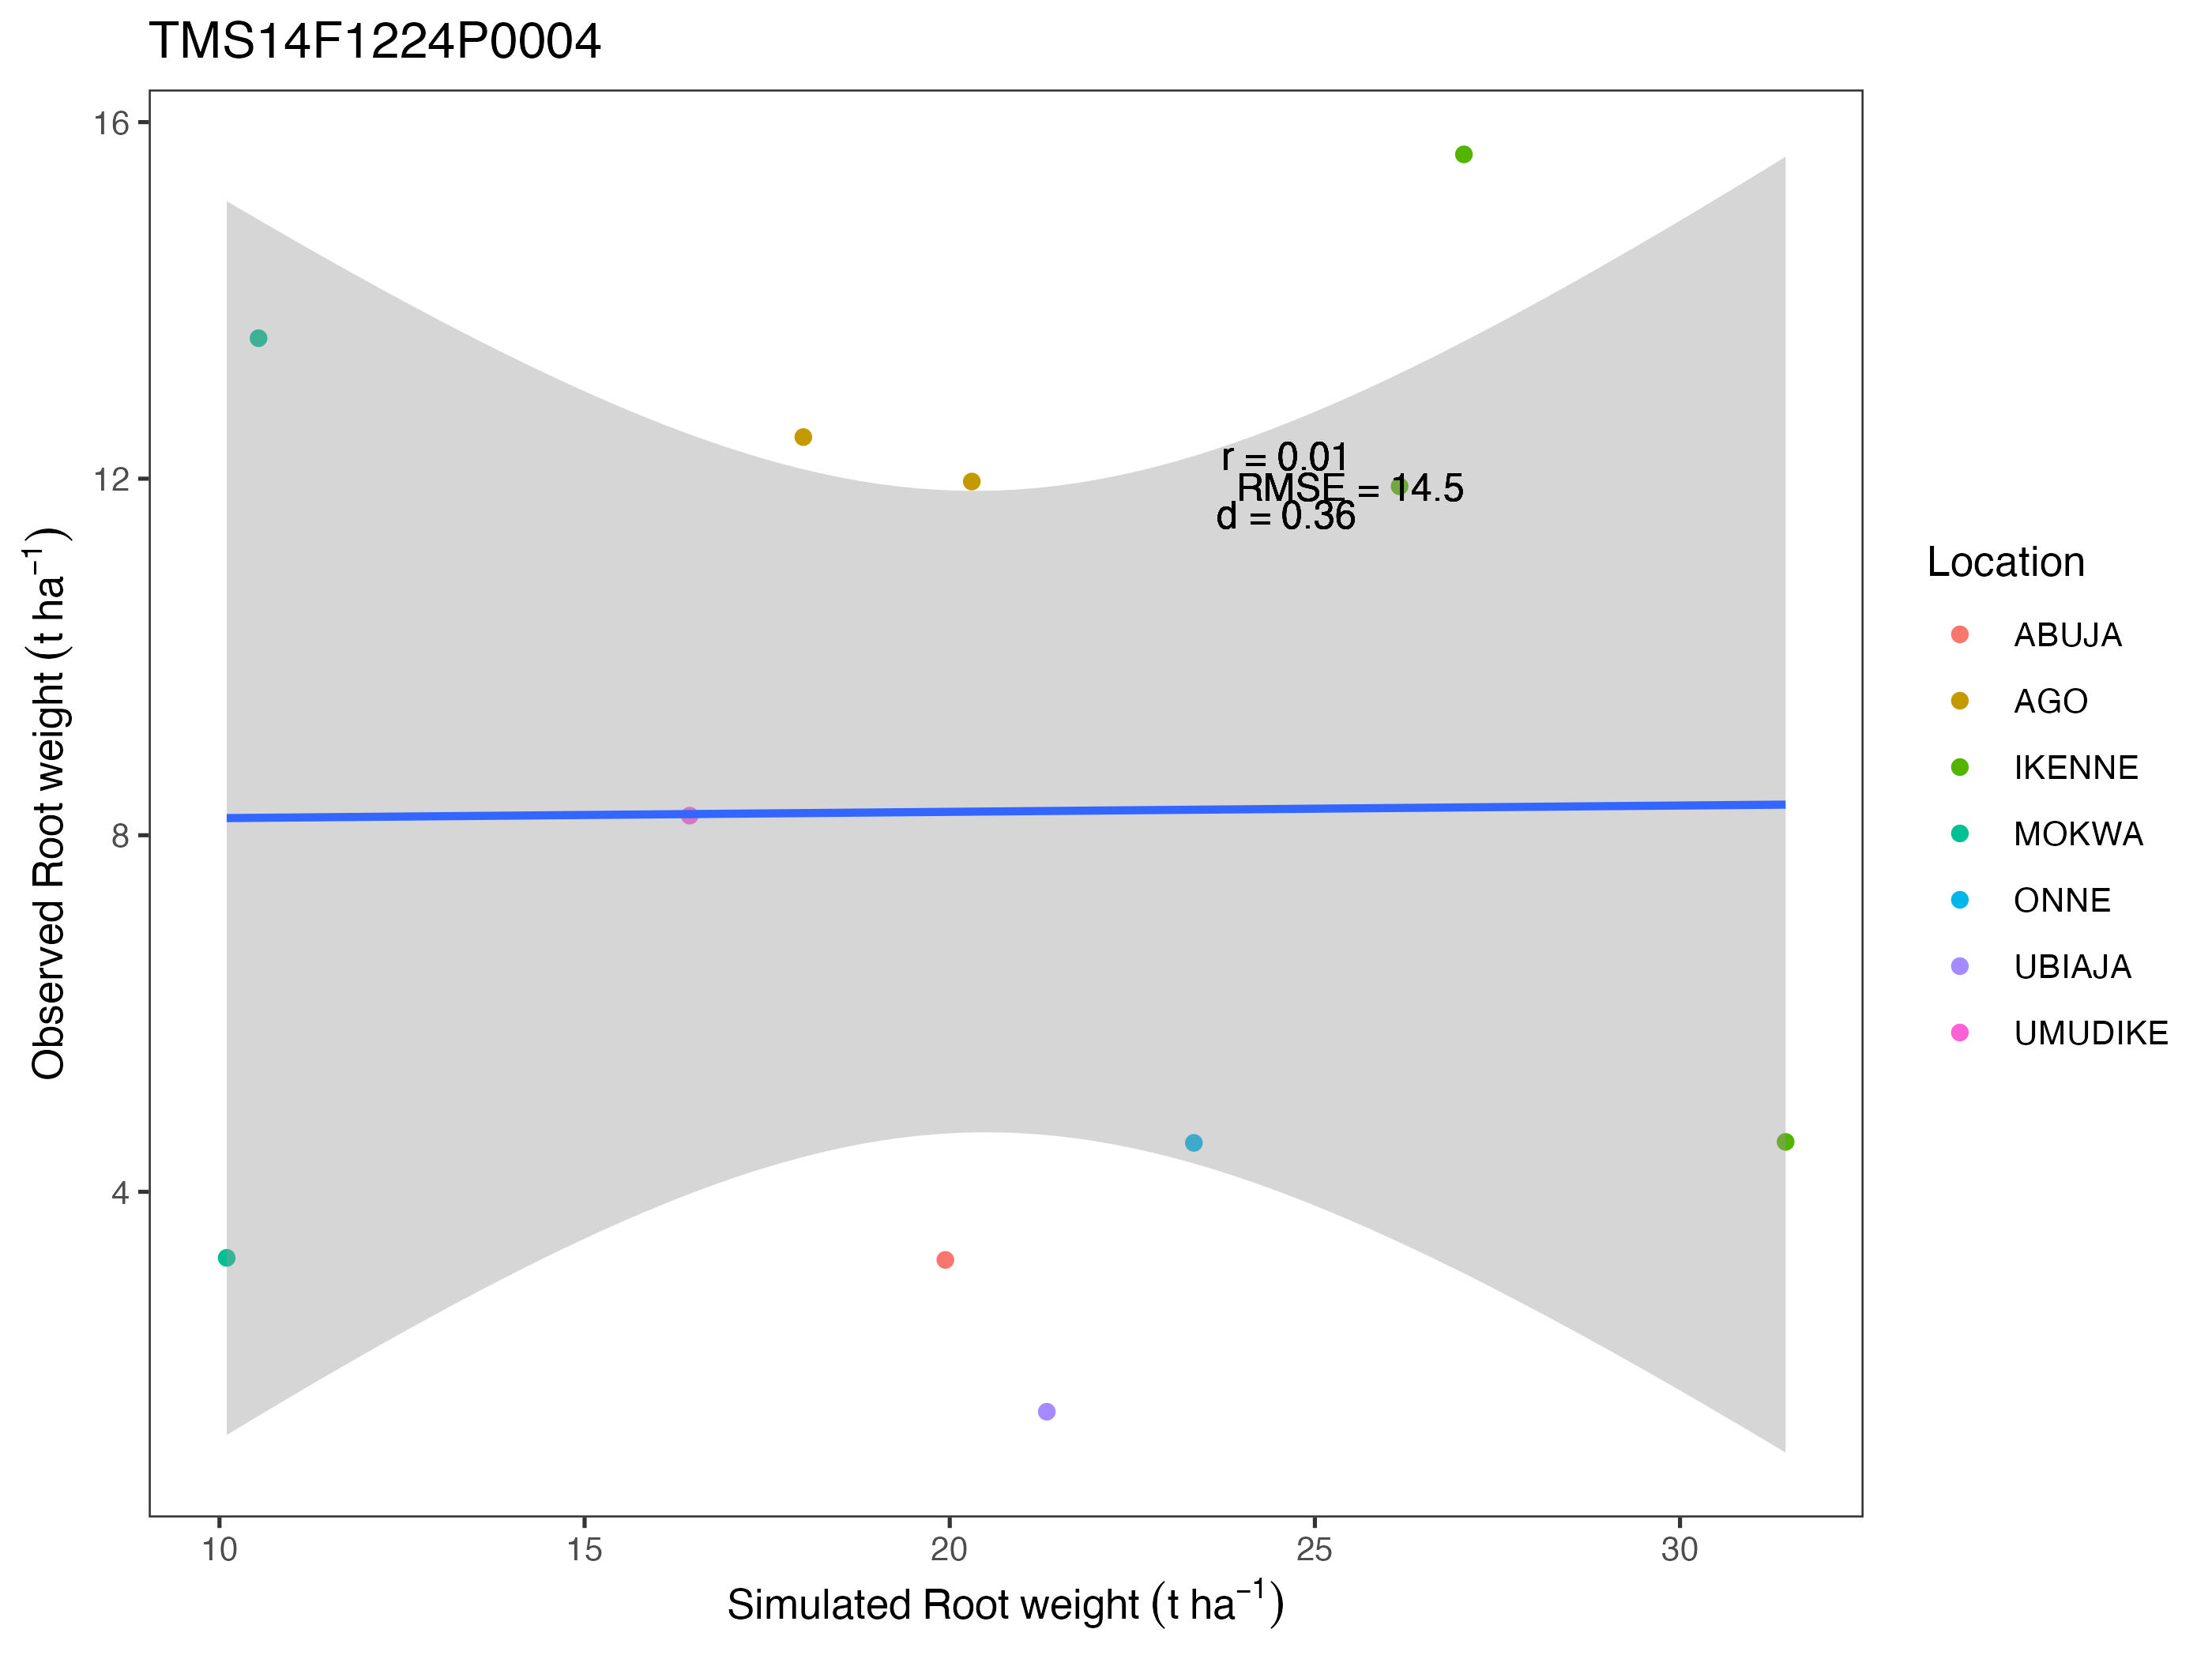 TMS14F1224P0004
Observed Root weight (t ha⁻¹)
16
12
8
4
r = 0.01
RMSE = 14.5
d = 0.36
10 15 20 25 30
Simulated Root weight (t ha⁻¹)
Location
ABUJA
AGO
IKENNE
MOKWA
ONNE
UBIAJA
UMUDIKE